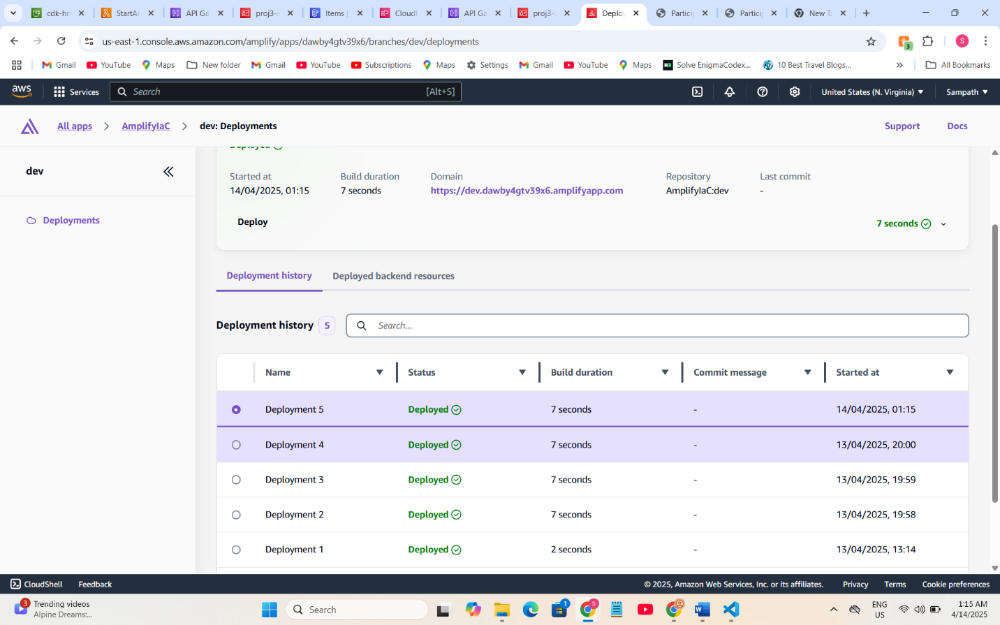 cdk-hn
StartA
API Ga
proj3-
Items |
CloudF
API Ga
proj3-
Deploy
Partici
Partici
New Ta
us-east-1.console.aws.amazon.com/amplify/apps/dawby4gtv39x6/branches/dev/deployments
3
S
Gmail
YouTube
Maps
New folder
Gmail
YouTube
Subscriptions
Maps
Settings
Gmail
YouTube
Maps
Solve EnigmaCodex...
10 Best Travel Blogs...
All Bookmarks
aws
Services
Search
[Alt+S]
United States (N. Virginia)
Sampath
All apps
AmplifyIaC
dev: Deployments
Support
Docs
dev
Deployments
Deployed
Started at
Build duration
Domain
Repository
Last commit
14/04/2025, 01:15
7 seconds
https://dev.dawby4gtv39x6.amplifyapp.com
AmplifyIaC:dev
-
Deploy
7 seconds
Deployment history
Deployed backend resources
Deployment history
5
Search...
Name
Status
Build duration
Commit message
Started at
Deployment 5
Deployed
7 seconds
-
14/04/2025, 01:15
Deployment 4
Deployed
7 seconds
-
13/04/2025, 20:00
Deployment 3
Deployed
7 seconds
-
13/04/2025, 19:59
Deployment 2
Deployed
7 seconds
-
13/04/2025, 19:58
Deployment 1
Deployed
2 seconds
-
13/04/2025, 13:14
CloudShell
Feedback
© 2025, Amazon Web Services, Inc. or its affiliates.
Privacy
Terms
Cookie preferences
3
Trending videos
Alpine Dreams:...
Search
1
S
ENG
US
1:15 AM
4/14/2025